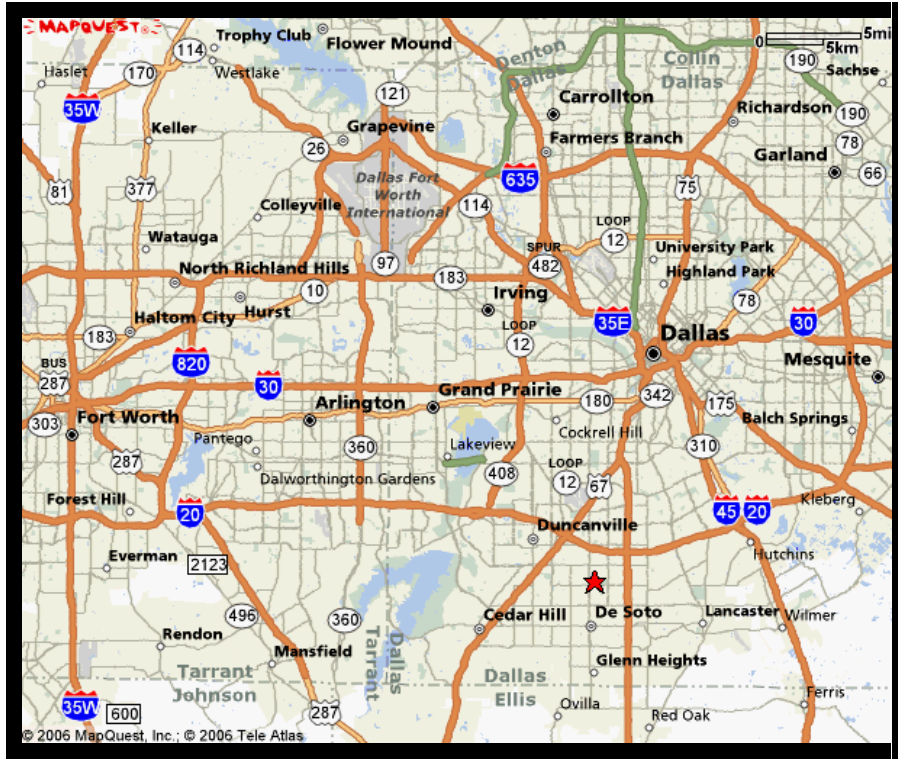 MAPQUEST
Trophy Club
Flower Mound
0 5mi
5km
114
Westlake
Denton
Dallas
Collin
Dallas
190
Sachse
Haslet
170
35W
121
Carrollton
Richardson
190
Keller
Grapevine
Farmers Branch
78
26
Garland
635
66
81
377
Dallas Fort
Worth
International
75
Colleyville
114
LOOP
12
Watauga
SPUR
482
University Park
97
Highland Park
North Richland Hills
183
10
Irving
78
Hurst
Haltom City
LOOP
12
35E
30
Dallas
183
820
Mesquite
BUS
287
30
Grand Prairie
Arlington
180
342
175
303
Fort Worth
Balch Springs
Cockrell Hill
Pantego
360
Lakeview
310
287
LOOP
12
67
408
Dalworthington Gardens
Forest Hill
Kleberg
20
45
20
Duncanville
Hutchins
Everman
2123
496
360
Cedar Hill
De Soto
Lancaster
Wilmer
Rendon
Mansfield
Dallas
Tarrant
Glenn Heights
Tarrant
Johnson
Dallas
Ellis
Ferris
35W
600
287
Ovilla
Red Oak
© 2006 MapQuest, Inc.; © 2006 Tele Atlas